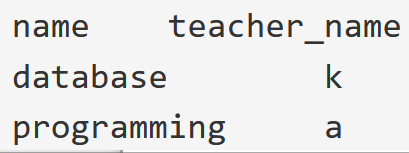 name teacher_name
database k
programming a